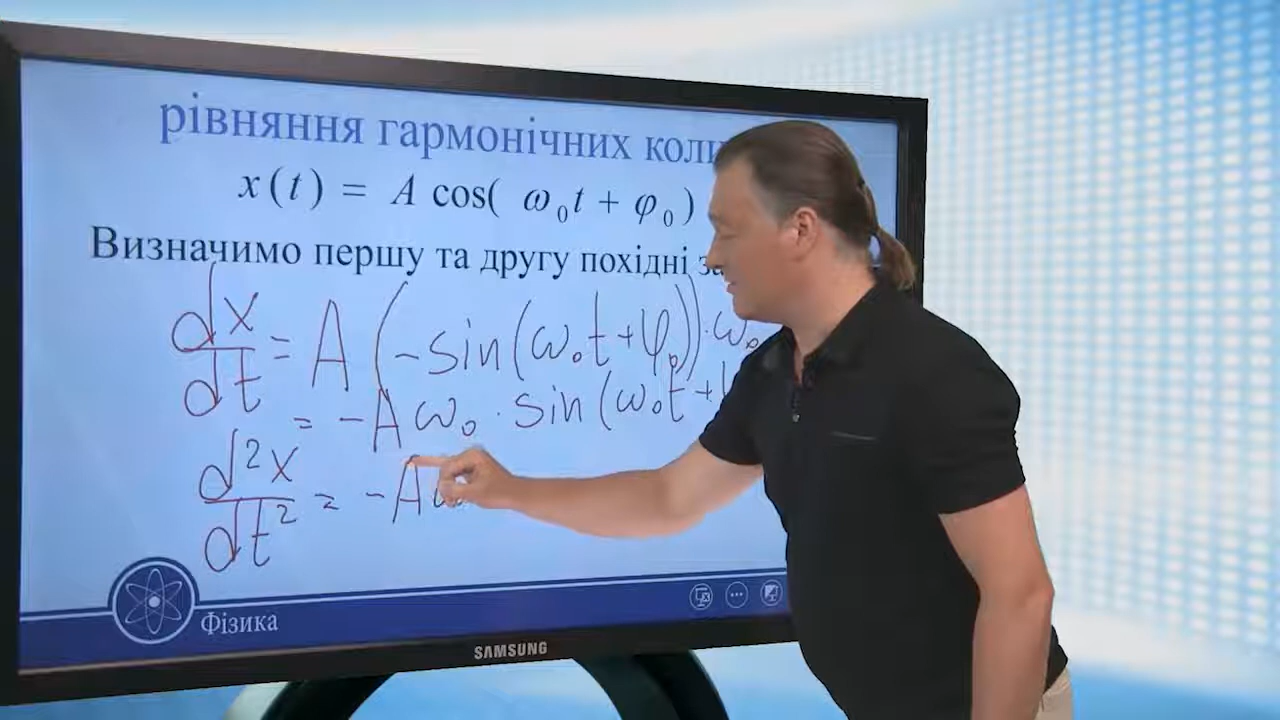 рівняння гармонічних
x(t) = A cos( ω₀t + φ₀)
Визначимо першу та другу похідні
dx/dt = A(-sin(ω₀t+φ₀))·ω₀
= -Aω₀·sin(ω₀t+
d²x/dt² = -A
Фізика
SAMSUNG